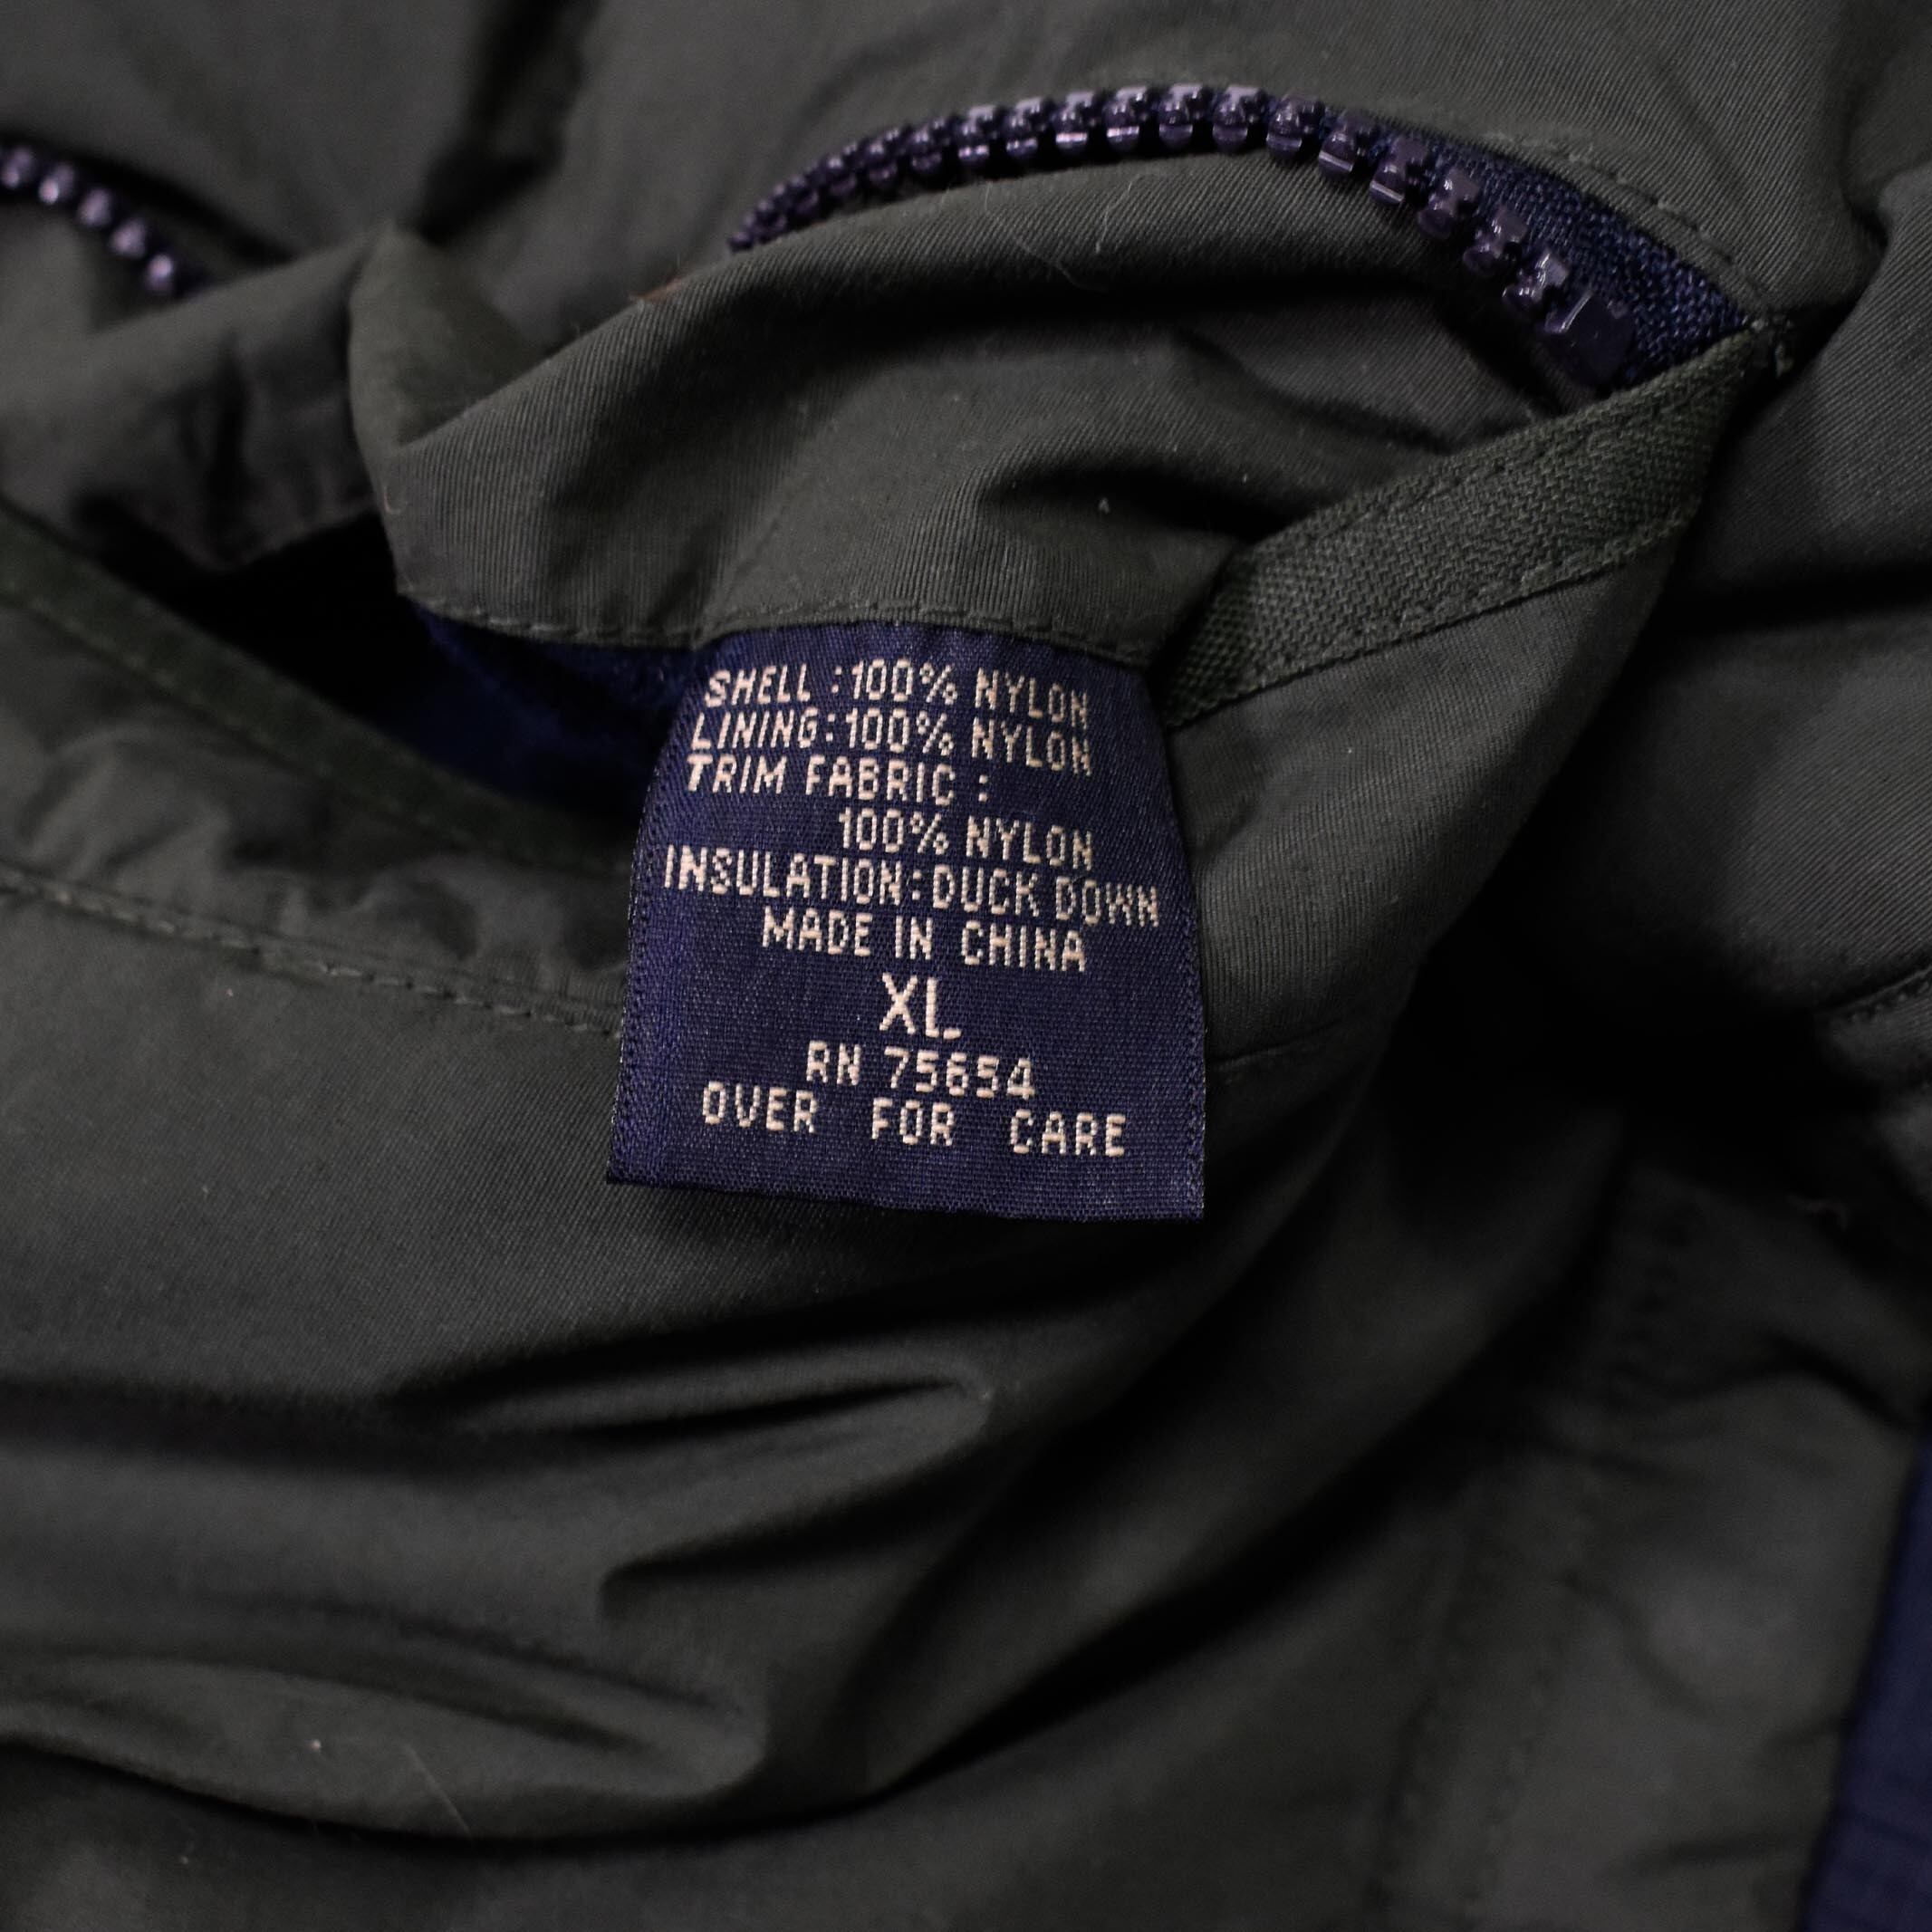 SHELL :100% NYLON
LINING:100% NYLON
TRIM FABRIC :
100% NYLON
INSULATION:DUCK DOWN
MADE IN CHINA
XL
RN 75654
OVER FOR CARE